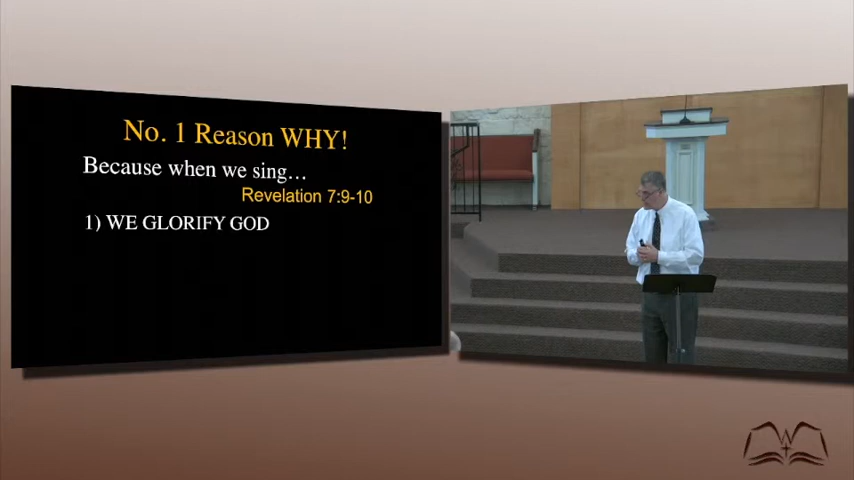 No. 1 Reason WHY!
Because when we sing…
Revelation 7:9-10
1) WE GLORIFY GOD